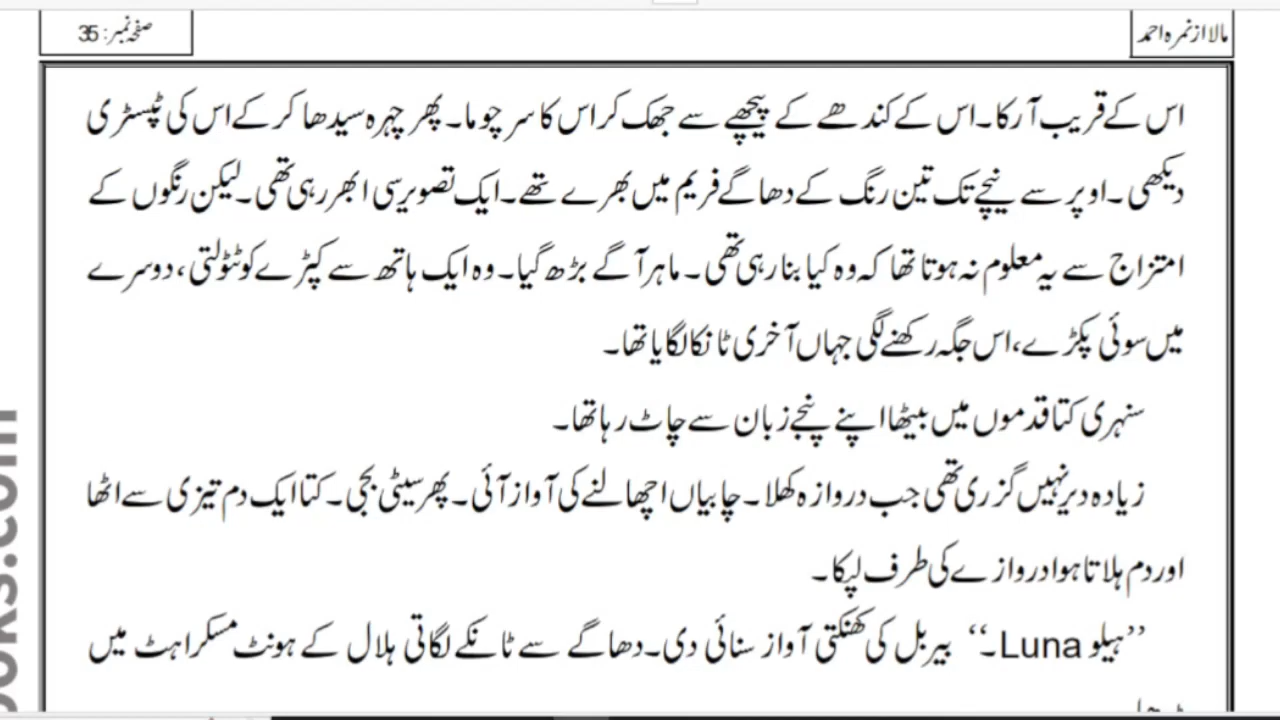 مالا از نمرہ احمد
صفحہ نمبر: 35
اس کے قریب آ رکا۔ اس کے کندھے کے پیچھے سے جھک کر اس کا سر چوما۔ پھر چہرہ سیدھا کر کے اس کی ٹیپسٹری
دیکھی۔ اوپر سے نیچے تک تین رنگ کے دھاگے فریم میں بھرے تھے۔ ایک تصویر سی ابھر رہی تھی۔ لیکن رنگوں کے
امتزاج سے یہ معلوم نہ ہوتا تھا کہ وہ کیا بنا رہی تھی۔ ماہر آگے بڑھ گیا۔ وہ ایک ہاتھ سے کپڑے کو ٹٹولتی، دوسرے
میں سوئی پکڑے، اس جگہ رکھنے لگی جہاں آخری ٹانکا لگایا تھا۔
سنہری کتا قدموں میں بیٹھا اپنے پنجے زبان سے چاٹ رہا تھا۔
زیادہ دیر نہیں گزری تھی جب دروازہ کھلا۔ چابیاں اچھالنے کی آواز آئی۔ پھر سیٹی بجی۔ کتا ایک دم تیزی سے اٹھا
اور دم ہلاتا ہوا دروازے کی طرف لپکا۔
’’ہیلو Luna۔‘‘ بیربل کی کھنکتی آواز سنائی دی۔ دھاگے سے ٹانکے لگاتی ہلال کے ہونٹ مسکراہٹ میں
oks.com